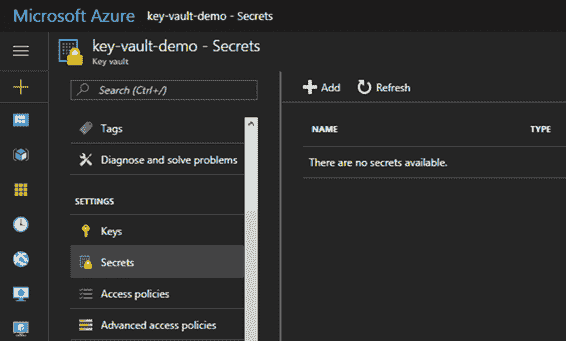 Microsoft Azure key-vault-demo - Secrets
key-vault-demo - Secrets
Key vault
Search (Ctrl+/)
Tags
Diagnose and solve problems
SETTINGS
Keys
Secrets
Access policies
Advanced access policies
Add Refresh
NAME TYPE
There are no secrets available.